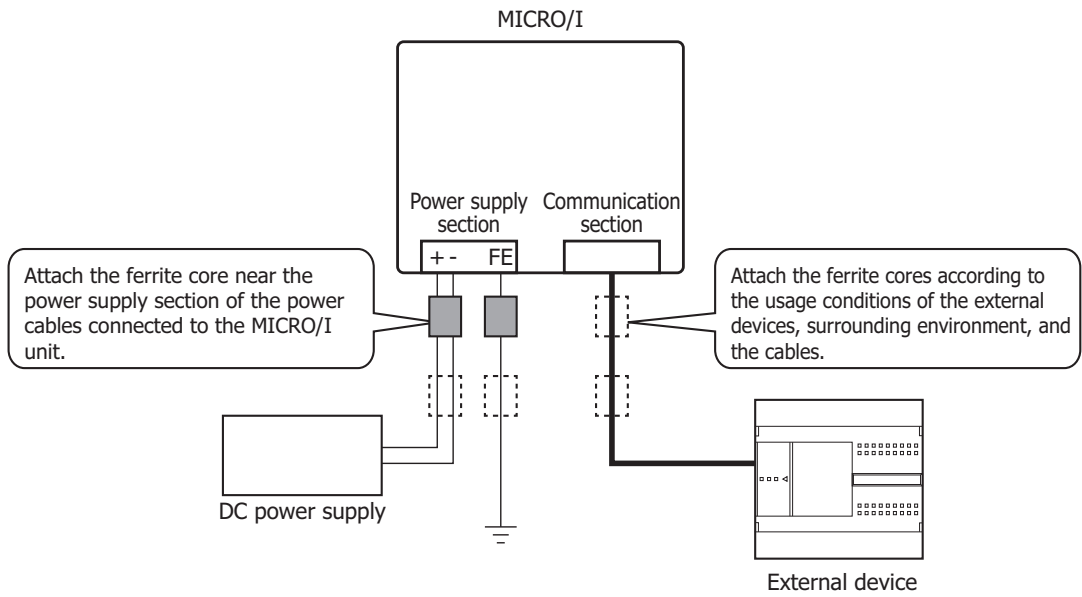 MICRO/I
Power supply
section
Communication
section
+ -
FE
Attach the ferrite core near the
power supply section of the power
cables connected to the MICRO/I
unit.
Attach the ferrite cores according to
the usage conditions of the external
devices, surrounding environment, and
the cables.
DC power supply
External device